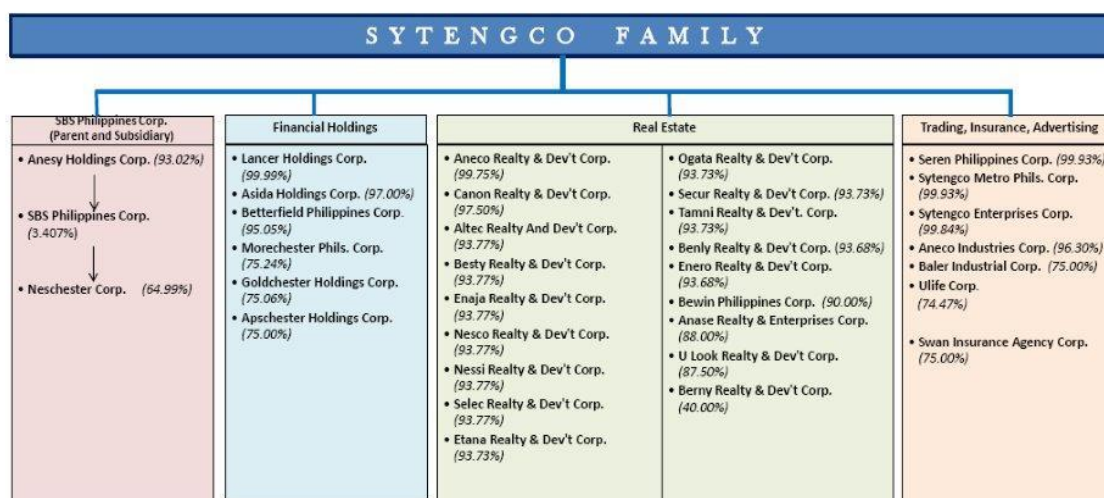 SYTENGCO FAMILY
SBS Philippines Corp.
(Parent and Subsidiary)
• Anesy Holdings Corp. (93.02%)
• SBS Philippines Corp.
(3.407%)
• Neschester Corp. (64.99%)
Financial Holdings
• Lancer Holdings Corp.
(99.99%)
• Asida Holdings Corp. (97.00%)
• Betterfield Philippines Corp.
(95.05%)
• Morechester Phils. Corp.
(75.24%)
• Goldchester Holdings Corp.
(75.06%)
• Apschester Holdings Corp.
(75.00%)
Real Estate
• Aneco Realty & Dev't Corp.
(99.75%)
• Canon Realty & Dev't Corp.
(97.50%)
• Altec Realty And Dev't Corp.
(93.77%)
• Besty Realty & Dev't Corp.
(93.77%)
• Enaja Realty & Dev't Corp.
(93.77%)
• Nesco Realty & Dev't Corp.
(93.77%)
• Nessi Realty & Dev't Corp.
(93.77%)
• Selec Realty & Dev't Corp.
(93.77%)
• Etana Realty & Dev't Corp.
(93.73%)
• Ogata Realty & Dev't Corp.
(93.73%)
• Secur Realty & Dev't Corp. (93.73%)
• Tamni Realty & Dev't. Corp.
(93.73%)
• Benly Realty & Dev't Corp. (93.68%)
• Enero Realty & Dev't Corp.
(93.68%)
• Bewin Philippines Corp. (90.00%)
• Anase Realty & Enterprises Corp.
(88.00%)
• U Look Realty & Dev't Corp.
(87.50%)
• Berny Realty & Dev't Corp.
(40.00%)
Trading, Insurance, Advertising
• Seren Philippines Corp. (99.93%)
• Sytengco Metro Phils. Corp.
(99.93%)
• Sytengco Enterprises Corp.
(99.84%)
• Aneco Industries Corp. (96.30%)
• Baler Industrial Corp. (75.00%)
• Ulife Corp.
(74.47%)
• Swan Insurance Agency Corp.
(75.00%)